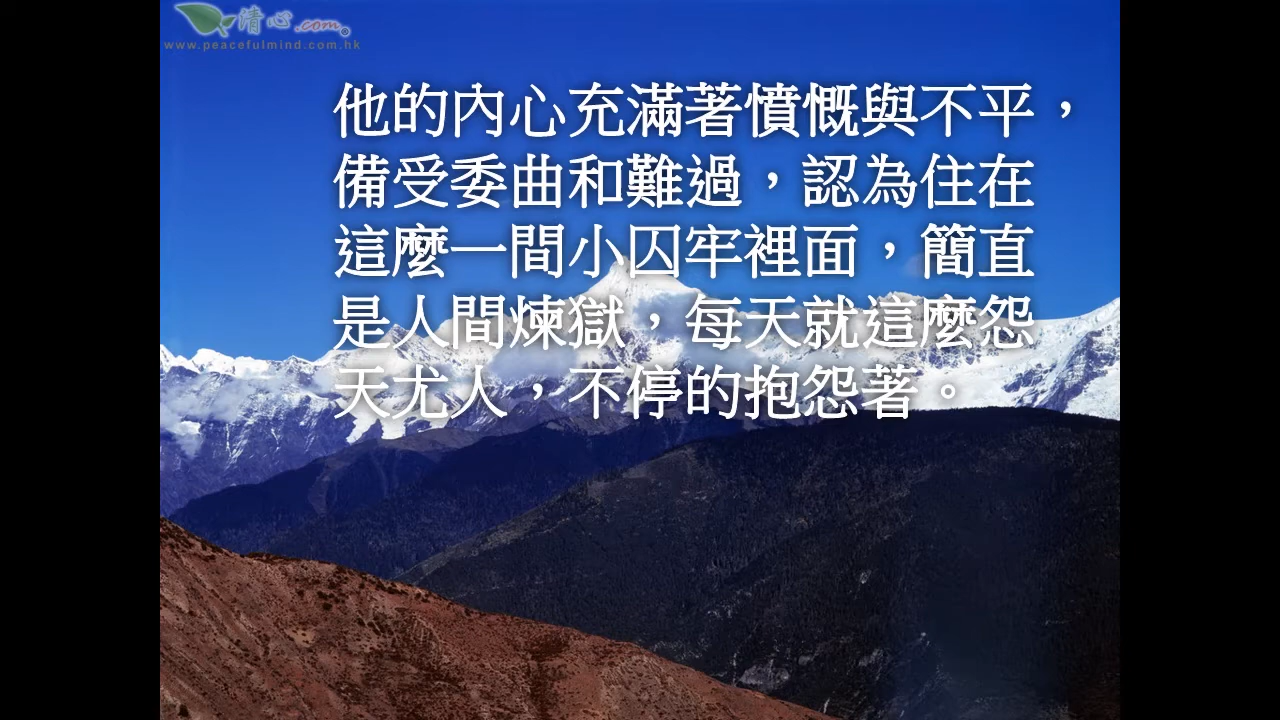 清心.com®
www.peacefulmind.com.hk
他的內心充滿著憤慨與不平，
備受委曲和難過，認為住在
這麼一間小囚牢裡面，簡直
是人間煉獄，每天就這麼怨
天尤人，不停的抱怨著。